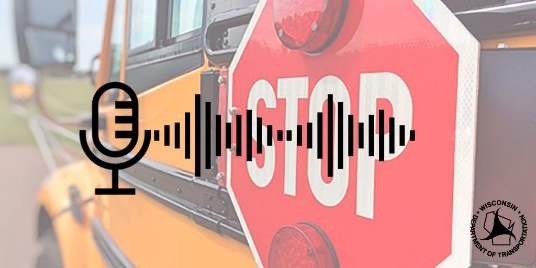 STOP
WISCONSIN
DEPARTMENT OF TRANSPORTATION